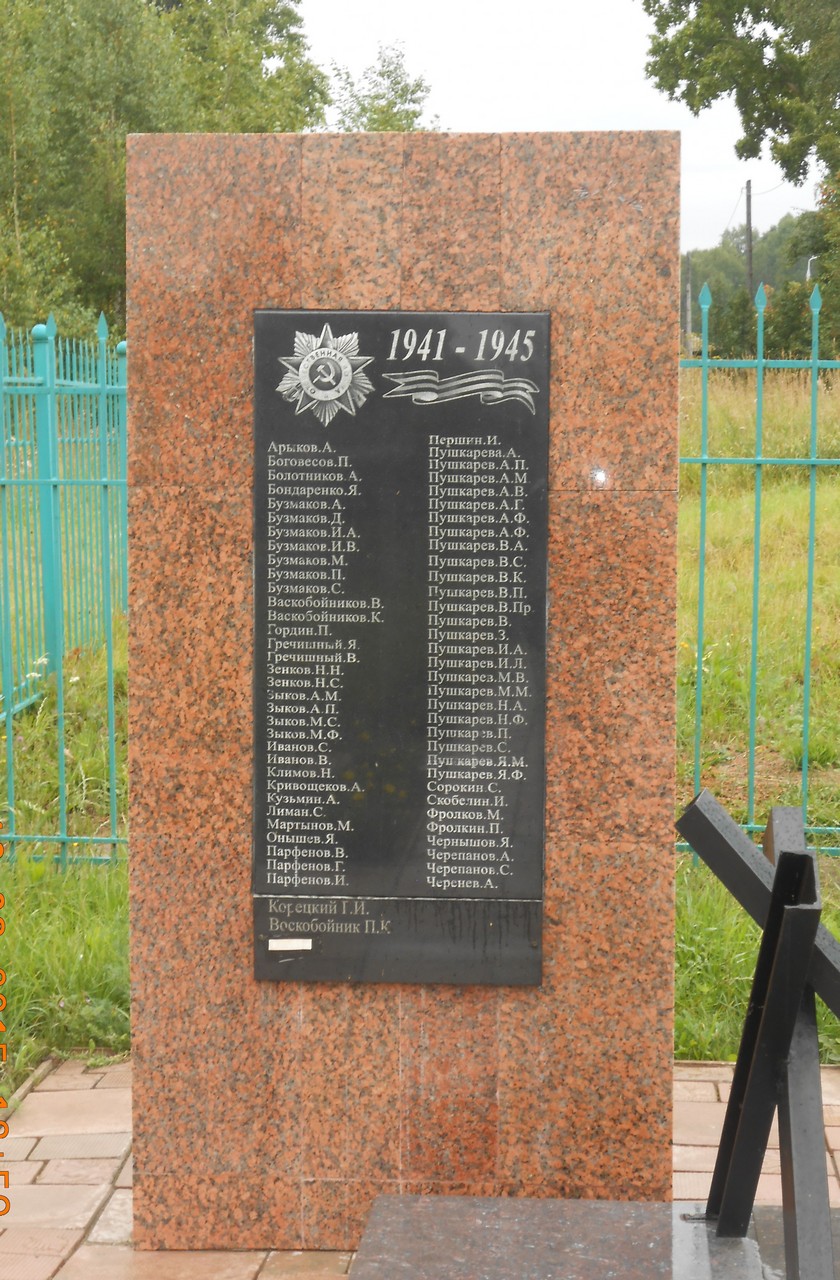 1941 - 1945
Арыков.А.
Боговесов.П.
Болотников.А.
Бондаренко.Я.
Бузмаков.А.
Бузмаков.Д.
Бузмаков.И.А.
Бузмаков.И.В.
Бузмаков.М.
Бузмаков.П.
Бузмаков.С.
Васкобойников.В.
Васкобойников.К.
Гордин.П.
Гречишный.Я.
Гречишный.В.
Зенков.Н.Н.
Зенков.Н.С.
Зыков.А.М.
Зыков.А.П.
Зыков.М.С.
Зыков.М.Ф.
Иванов.С.
Иванов.В.
Климов.Н.
Кривощеков.А.
Кузьмин.А.
Лиман.С.
Мартынов.М.
Онышев.Я.
Парфенов.В.
Парфенов.Г.
Парфенов.И.
Першин.И.
Пушкарева.А.
Пушкарев.А.П.
Пушкарев.А.М
Пушкарев.А.В.
Пушкарев.А.Г.
Пушкарев.А.Ф.
Пушкарев.А.Ф.
Пушкарев.В.А.
Пушкарев.В.С.
Пушкарев.В.К.
Пушкарев.В.П.
Пушкарев.В.Пр
Пушкарев.В.
Пушкарев.З.
Пушкарев.И.А.
Пушкарев.И.Л.
Пушкарев.М.В.
Пушкарев.М.М.
Пушкарев.Н.А.
Пушкарев.Н.Ф.
Пушкарев.П.
Пушкарев.С.
Пушкарев.Я.М.
Пушкарев.Я.Ф.
Сорокин.С.
Скобелин.И.
Фролков.М.
Фролкин.П.
Чернышов.Я.
Черепанов.А.
Черепанов.С.
Черенев.А.
Корецкий Г.И.
Воскобойник П.К